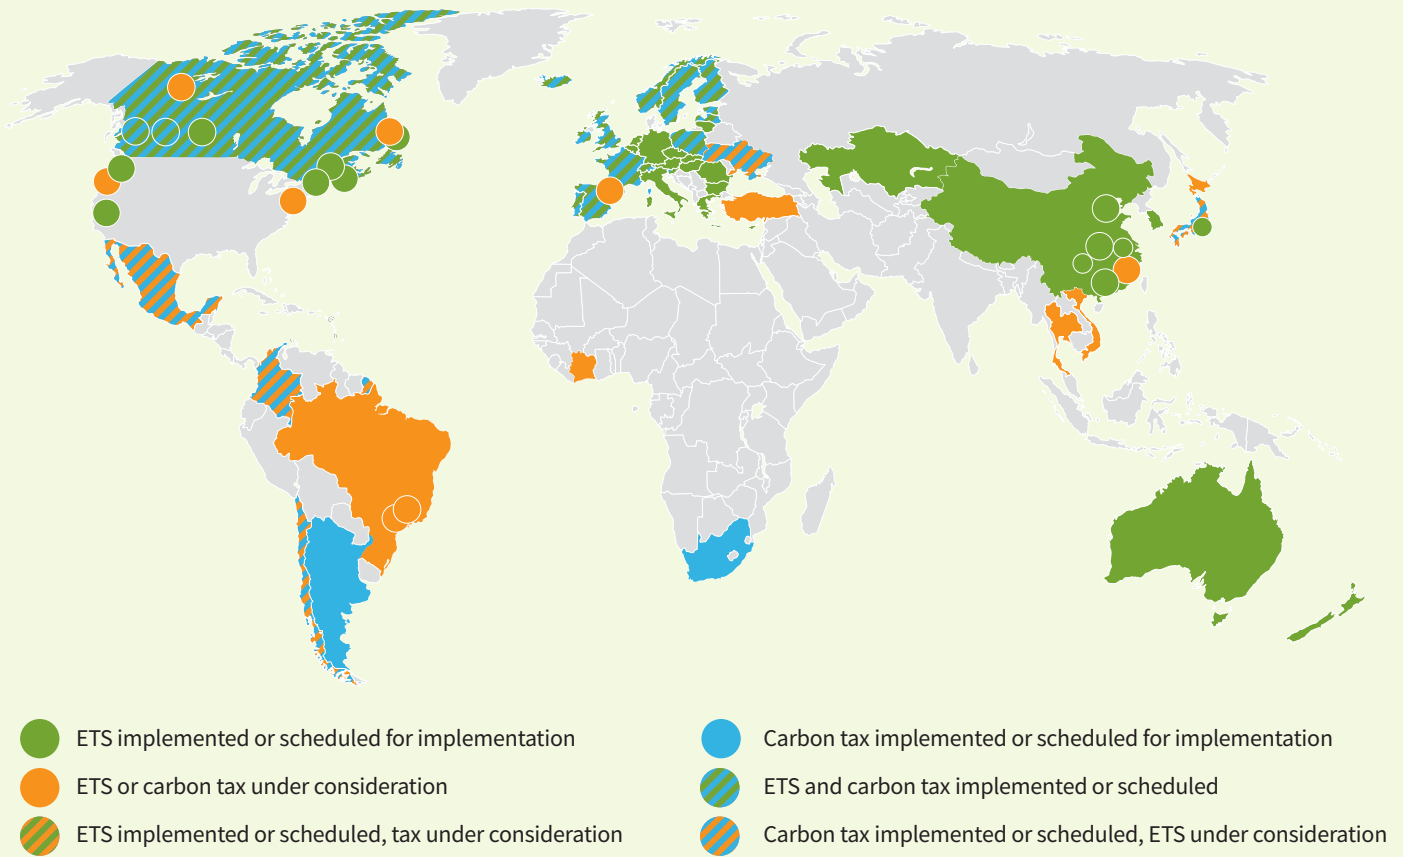 ETS implemented or scheduled for implementation
Carbon tax implemented or scheduled for implementation
ETS or carbon tax under consideration
ETS and carbon tax implemented or scheduled
ETS implemented or scheduled, tax under consideration
Carbon tax implemented or scheduled, ETS under consideration